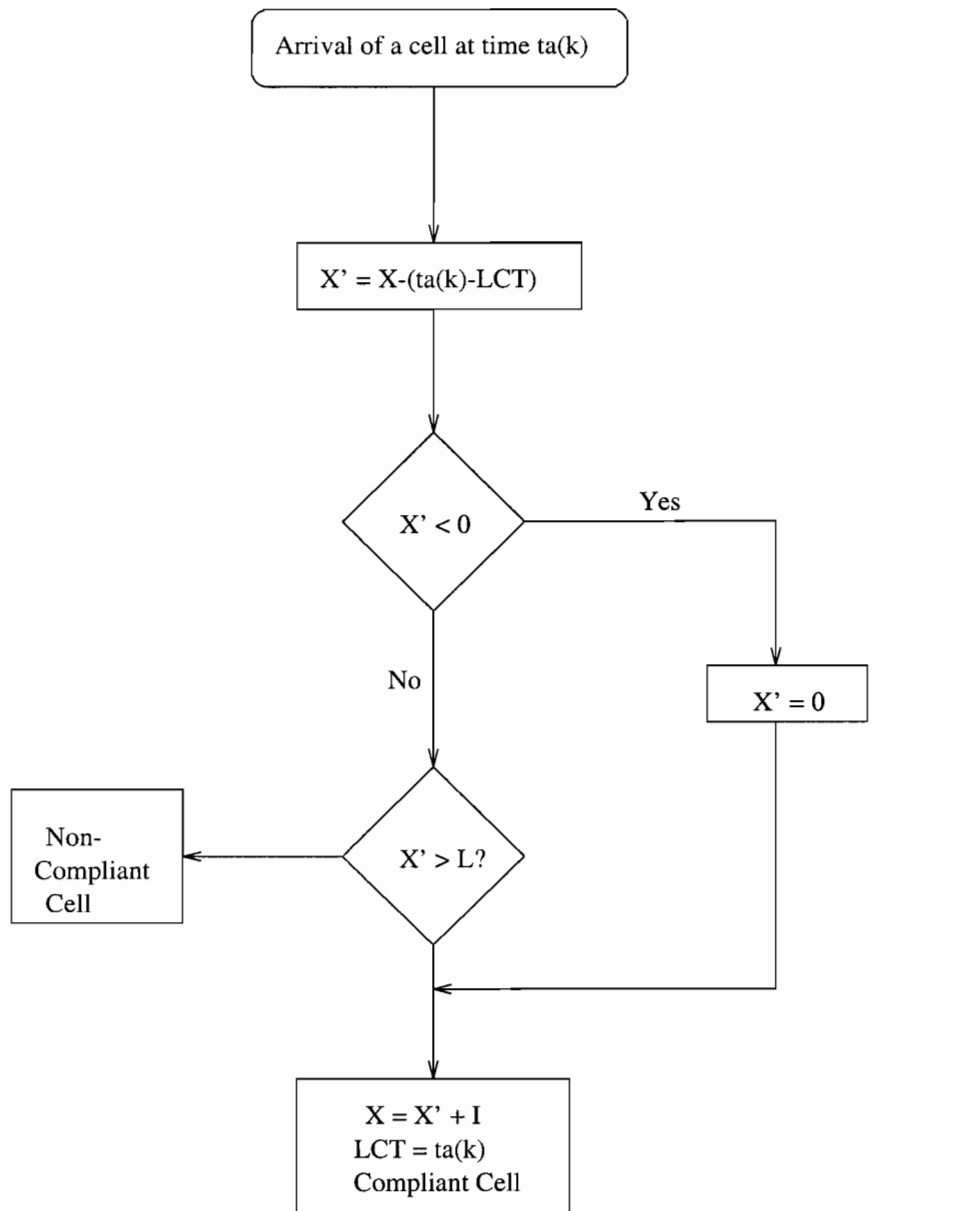 Arrival of a cell at time ta(k)
X' = X-(ta(k)-LCT)
X' < 0
Yes
No
X' = 0
X' > L?
Non-
Compliant
Cell
X = X' + I
LCT = ta(k)
Compliant Cell